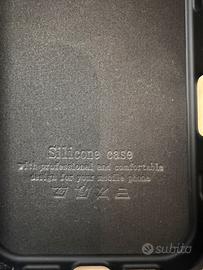 Silicone case
With professional and comfortable
design for your mobile phone
subito